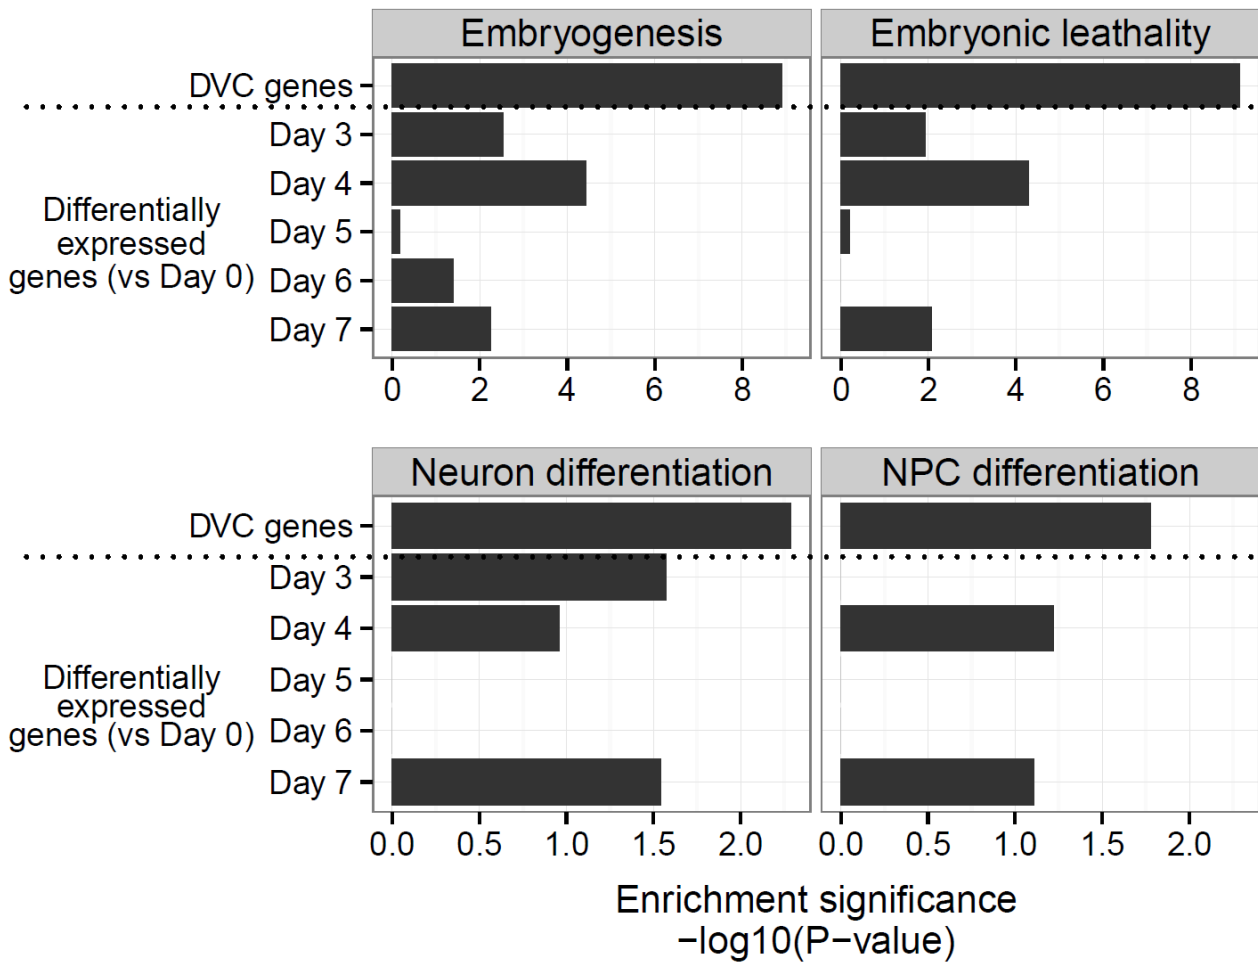 Embryogenesis Embryonic leathality
DVC genes
Day 3
Day 4
Day 5
Day 6
Day 7
Differentially
expressed
genes (vs Day 0)
0 2 4 6 8 0 2 4 6 8
Neuron differentiation NPC differentiation
DVC genes
Day 3
Day 4
Day 5
Day 6
Day 7
Differentially
expressed
genes (vs Day 0)
0.0 0.5 1.0 1.5 2.0 0.0 0.5 1.0 1.5 2.0
Enrichment significance
−log10(P−value)